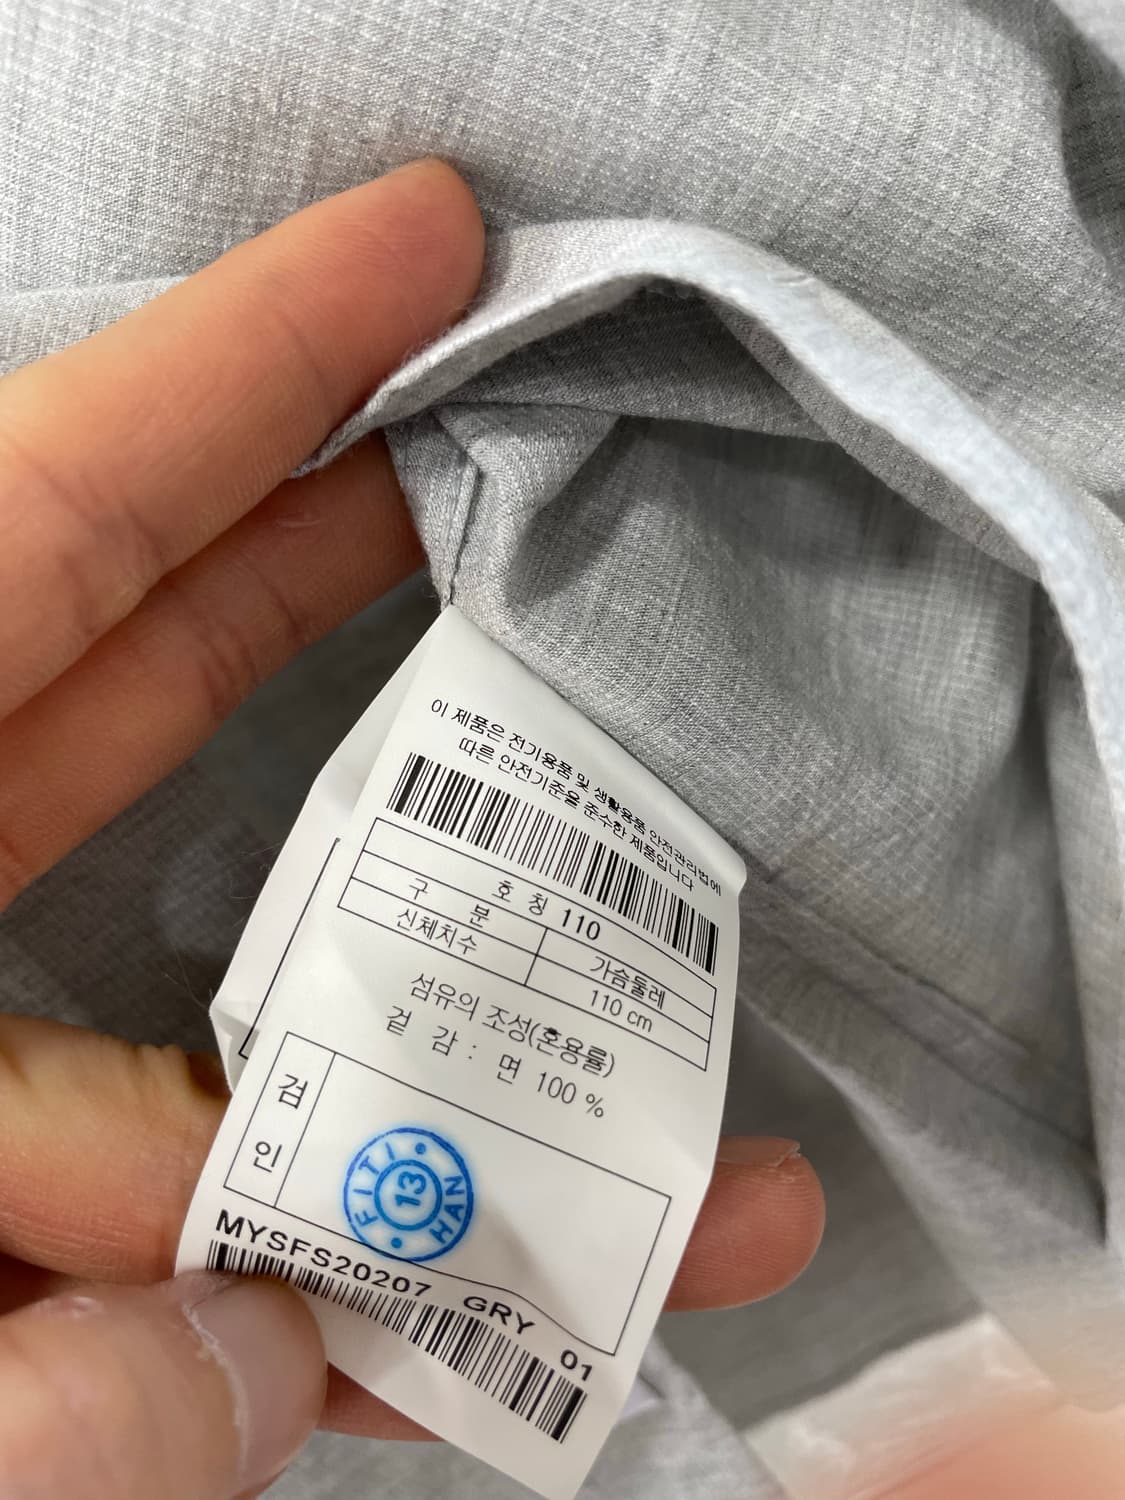 이 제품은 전기용품 및 생활용품 안전관리법에
따른 안전기준을 준수한 제품입니다
호 칭 110
구 분 가슴둘레
신체치수 110 cm
섬유의 조성(혼용률)
겉 감 : 면 100 %
검
인
FITI
13
HAN
MYSFS20207 GRY 01